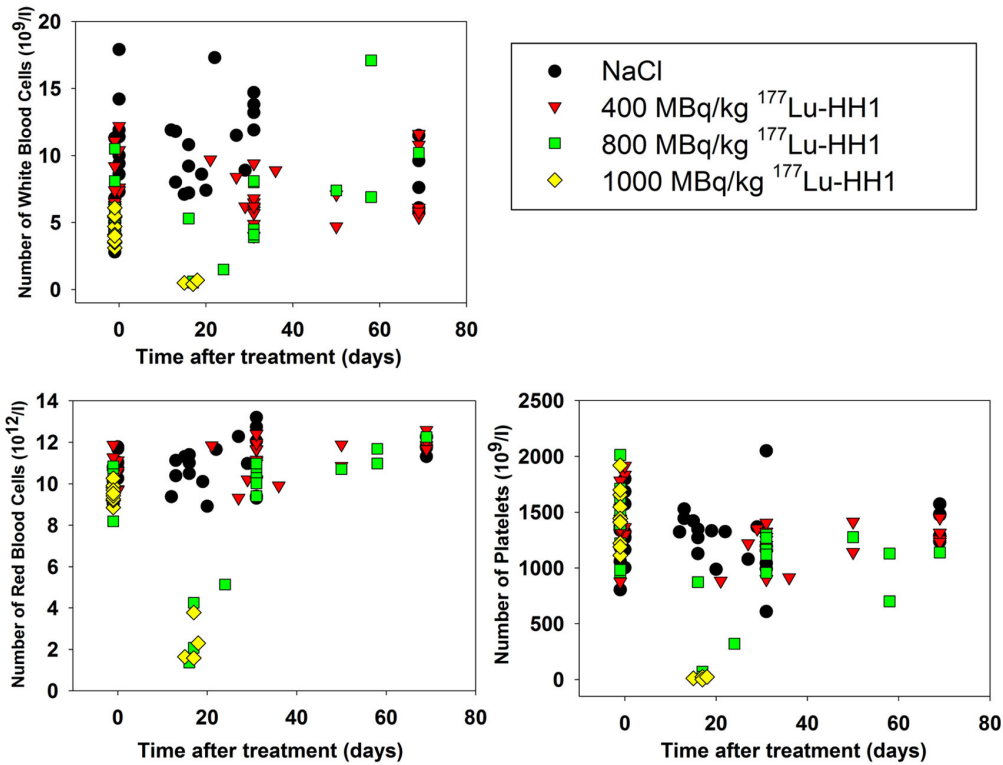 Number of White Blood Cells (10⁹/l)
20
15
10
5
0
0 20 40 60 80
Time after treatment (days)
NaCl
400 MBq/kg ¹⁷⁷Lu-HH1
800 MBq/kg ¹⁷⁷Lu-HH1
1000 MBq/kg ¹⁷⁷Lu-HH1
Number of Red Blood Cells (10¹²/l)
14
12
10
8
6
4
2
0
0 20 40 60 80
Time after treatment (days)
Number of Platelets (10⁹/l)
2500
2000
1500
1000
500
0
0 20 40 60 80
Time after treatment (days)